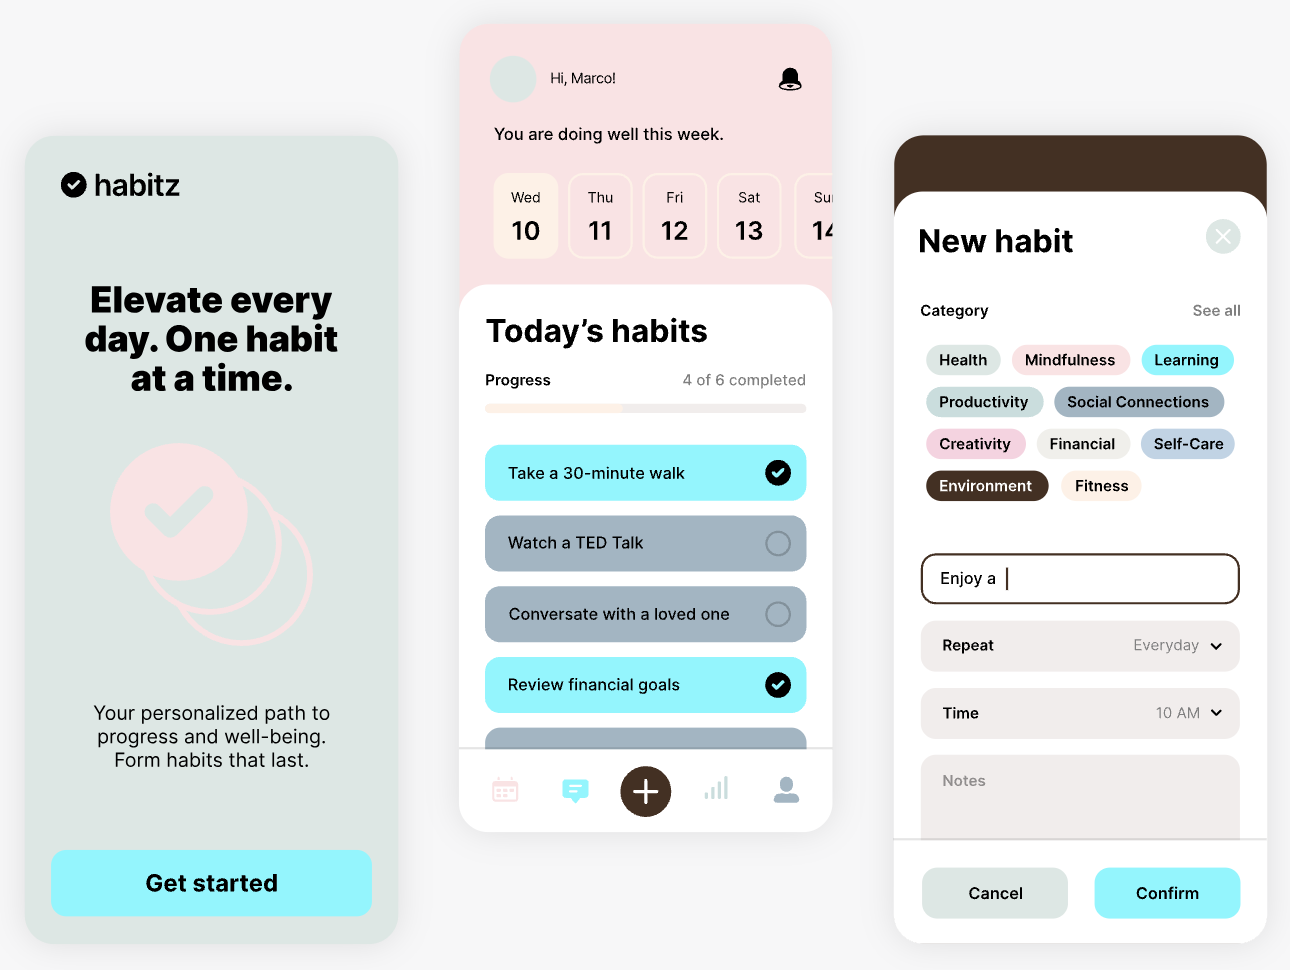 habitz
Elevate every
day. One habit
at a time.
Your personalized path to
progress and well-being.
Form habits that last.
Get started
Hi, Marco!
You are doing well this week.
Wed Thu Fri Sat
10 11 12 13
Today’s habits
Progress 4 of 6 completed
Take a 30-minute walk
Watch a TED Talk
Conversate with a loved one
Review financial goals
New habit
Category See all
Health Mindfulness Learning
Productivity Social Connections
Creativity Financial Self-Care
Environment Fitness
Enjoy a
Repeat Everyday
Time 10 AM
Notes
Cancel Confirm